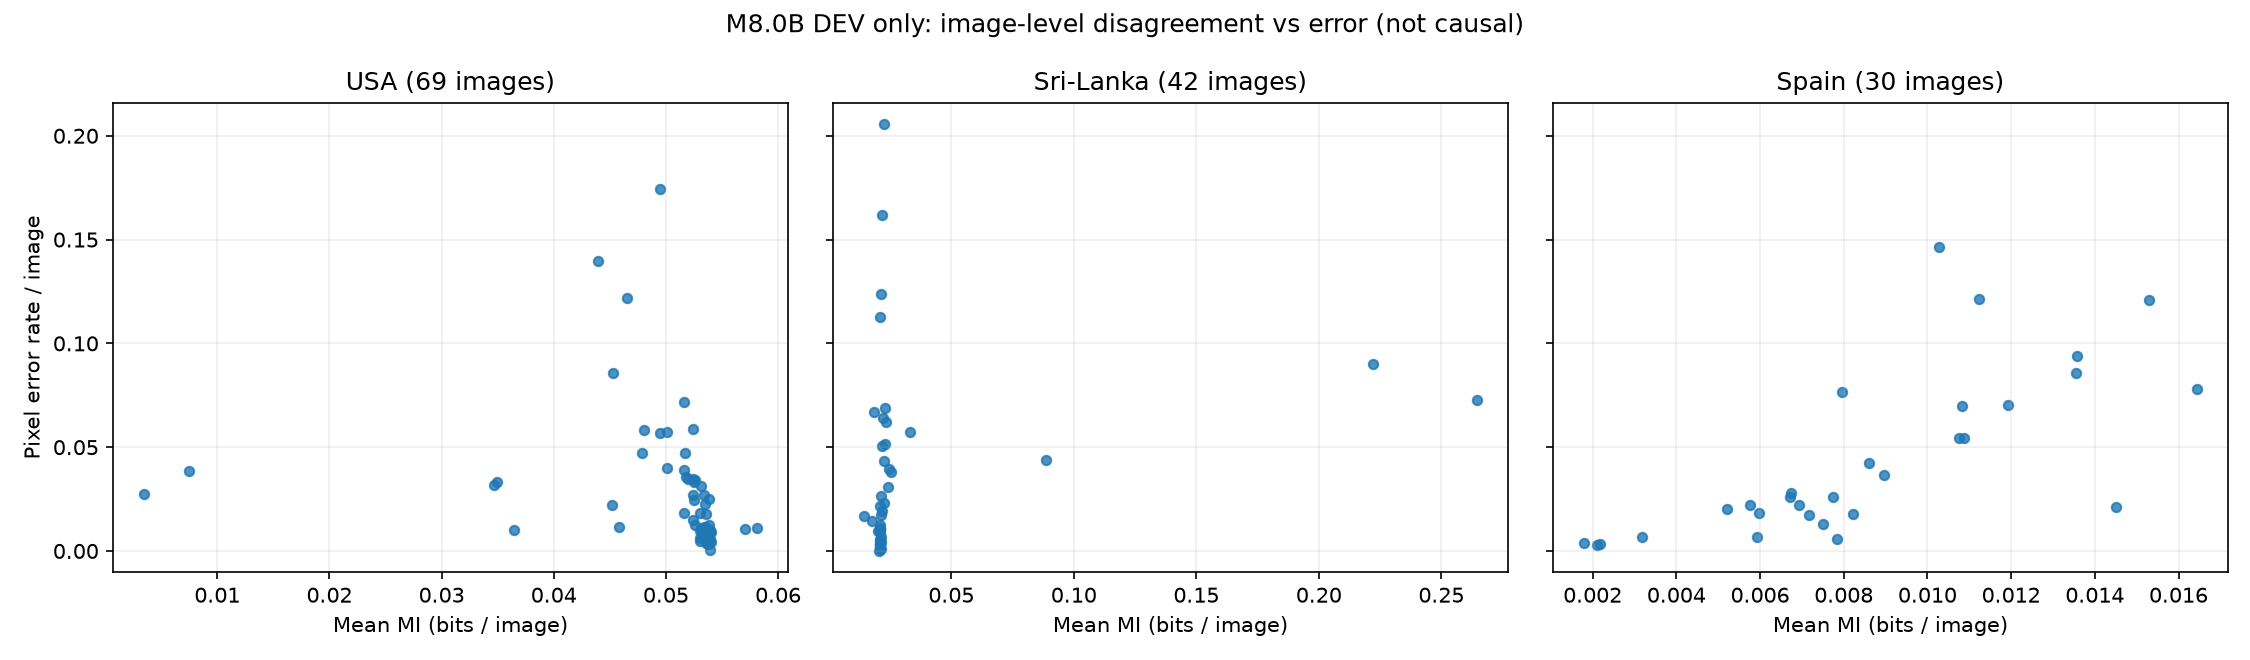 M8.0B DEV only: image-level disagreement vs error (not causal)
USA (69 images)
Sri-Lanka (42 images)
Spain (30 images)
Pixel error rate / image
0.20
0.15
0.10
0.05
0.00
0.01 0.02 0.03 0.04 0.05 0.06
0.05 0.10 0.15 0.20 0.25
0.002 0.004 0.006 0.008 0.010 0.012 0.014 0.016
Mean MI (bits / image)
Mean MI (bits / image)
Mean MI (bits / image)